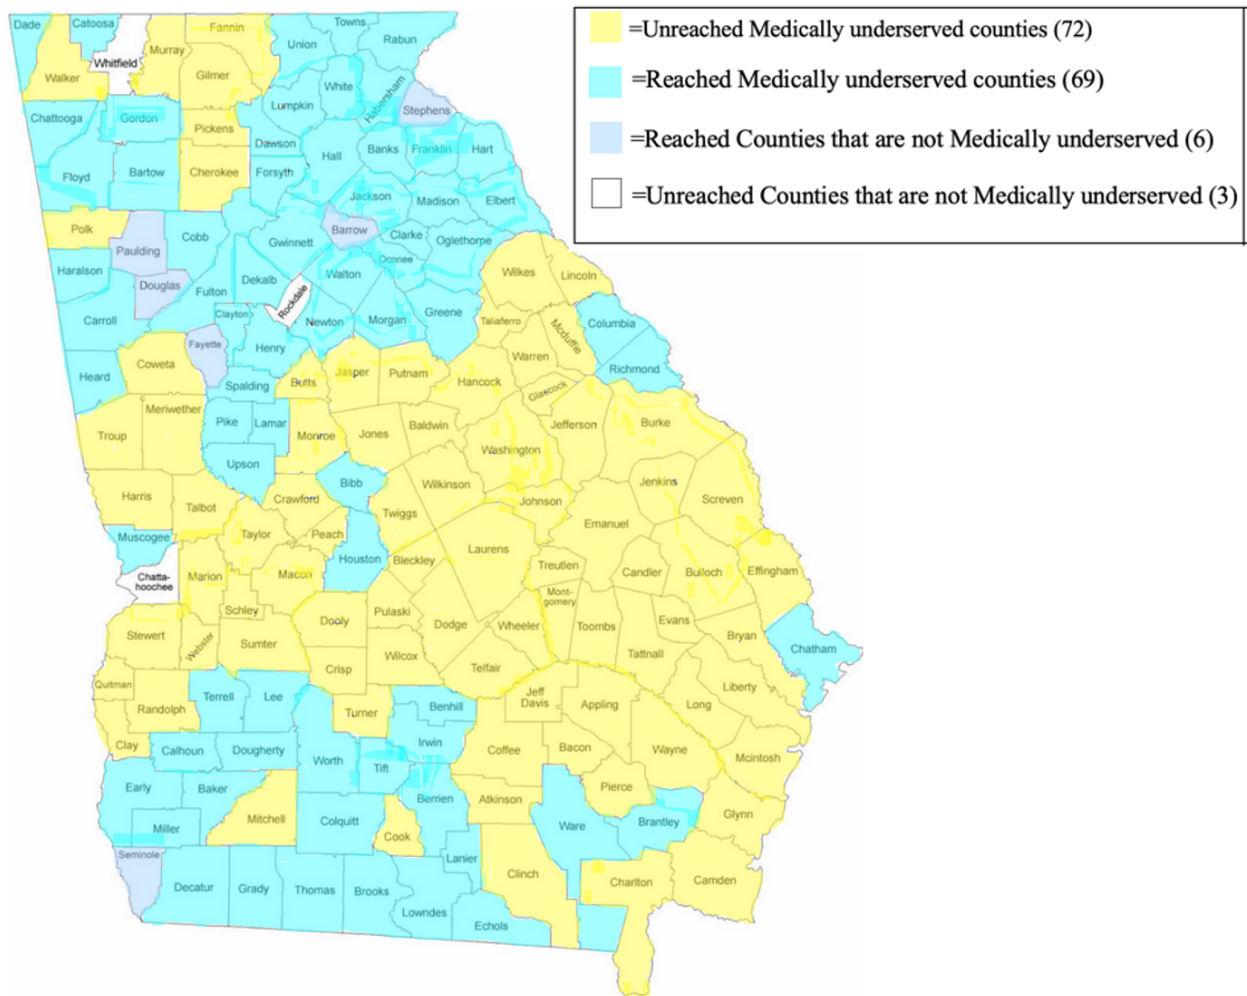 =Unreached Medically underserved counties (72)
=Reached Medically underserved counties (69)
=Reached Counties that are not Medically underserved (6)
=Unreached Counties that are not Medically underserved (3)
Dade
Catoosa
Fannin
Towns
Rabun
Union
Murray
Whitfield
Walker
Gilmer
White
Habersham
Stephens
Lumpkin
Chattooga
Gordon
Pickens
Dawson
Hall
Banks
Franklin
Hart
Floyd
Bartow
Cherokee
Forsyth
Jackson
Madison
Elbert
Polk
Paulding
Cobb
Gwinnett
Barrow
Clarke
Oglethorpe
Oconee
Haralson
Douglas
Fulton
Dekalb
Walton
Wilkes
Lincoln
Rockdale
Carroll
Clayton
Newton
Morgan
Greene
Taliaferro
Mcduffie
Columbia
Fayette
Henry
Warren
Richmond
Heard
Coweta
Spalding
Butts
Jasper
Putnam
Hancock
Glascock
Meriwether
Pike
Lamar
Troup
Monroe
Jones
Baldwin
Jefferson
Burke
Washington
Upson
Bibb
Wilkinson
Jenkins
Screven
Harris
Talbot
Crawford
Twiggs
Johnson
Emanuel
Muscogee
Taylor
Peach
Houston
Bleckley
Laurens
Treutlen
Candler
Bulloch
Effingham
Chatta-
hoochee
Marion
Macon
Mont-
gomery
Schley
Dooly
Pulaski
Dodge
Wheeler
Toombs
Evans
Bryan
Stewert
Webster
Sumter
Crisp
Wilcox
Telfair
Tattnall
Chatham
Quitman
Randolph
Terrell
Lee
Turner
Benhill
Jeff
Davis
Appling
Long
Liberty
Clay
Calhoun
Dougherty
Worth
Tift
Irwin
Coffee
Bacon
Wayne
Mcintosh
Early
Baker
Berrien
Atkinson
Pierce
Miller
Mitchell
Colquitt
Cook
Ware
Brantley
Glynn
Seminole
Decatur
Grady
Thomas
Brooks
Lanier
Lowndes
Echols
Clinch
Charlton
Camden